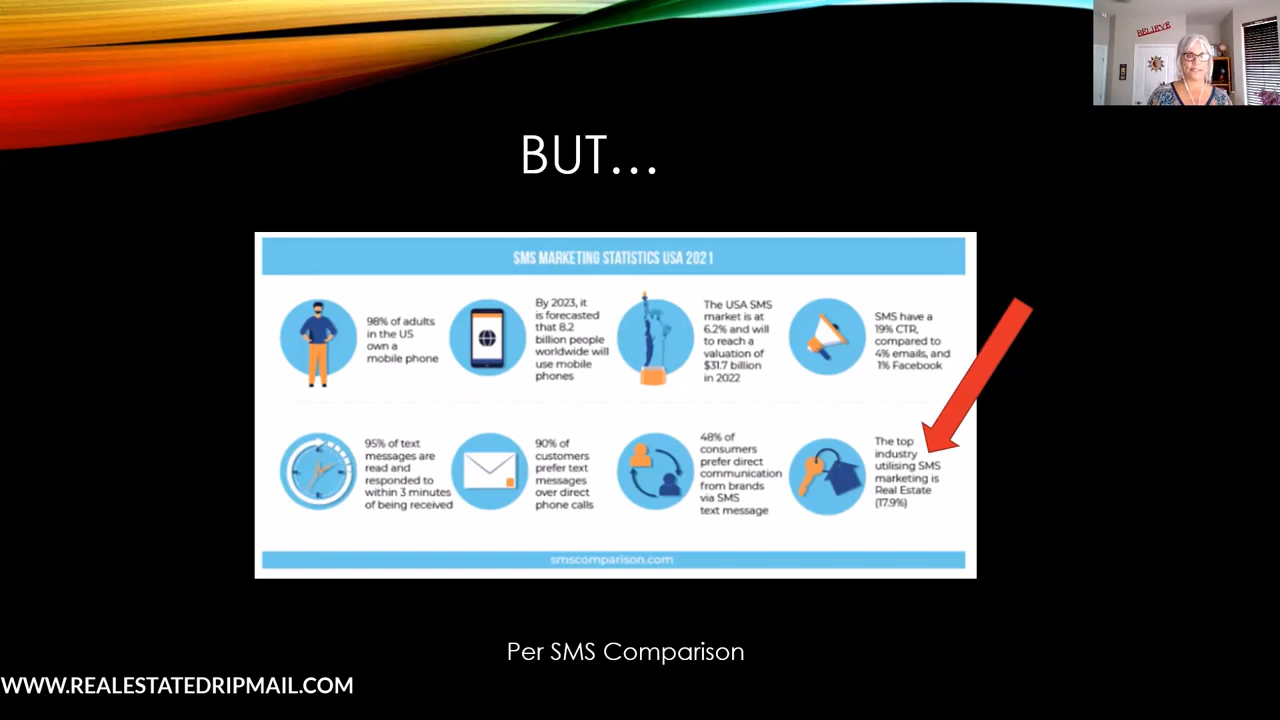 BELIEVE
BUT...
SMS MARKETING STATISTICS USA 2021
98% of adults
in the US
own a
mobile phone
By 2023, it
is forecasted
that 8.2
billion people
worldwide will
use mobile
phones
The USA SMS
market is at
6.2% and will
to reach a
valuation of
$31.7 billion
in 2022
SMS have a
19% CTR,
compared to
4% emails, and
1% Facebook
95% of text
messages are
read and
responded to
within 3 minutes
of being received
90% of
customers
prefer text
messages
over direct
phone calls
48% of
consumers
prefer direct
communication
from brands
via SMS
text message
The top
industry
utilising SMS
marketing is
Real Estate
(17.9%)
smscomparison.com
Per SMS Comparison
WWW.REALESTATEDRIPMAIL.COM